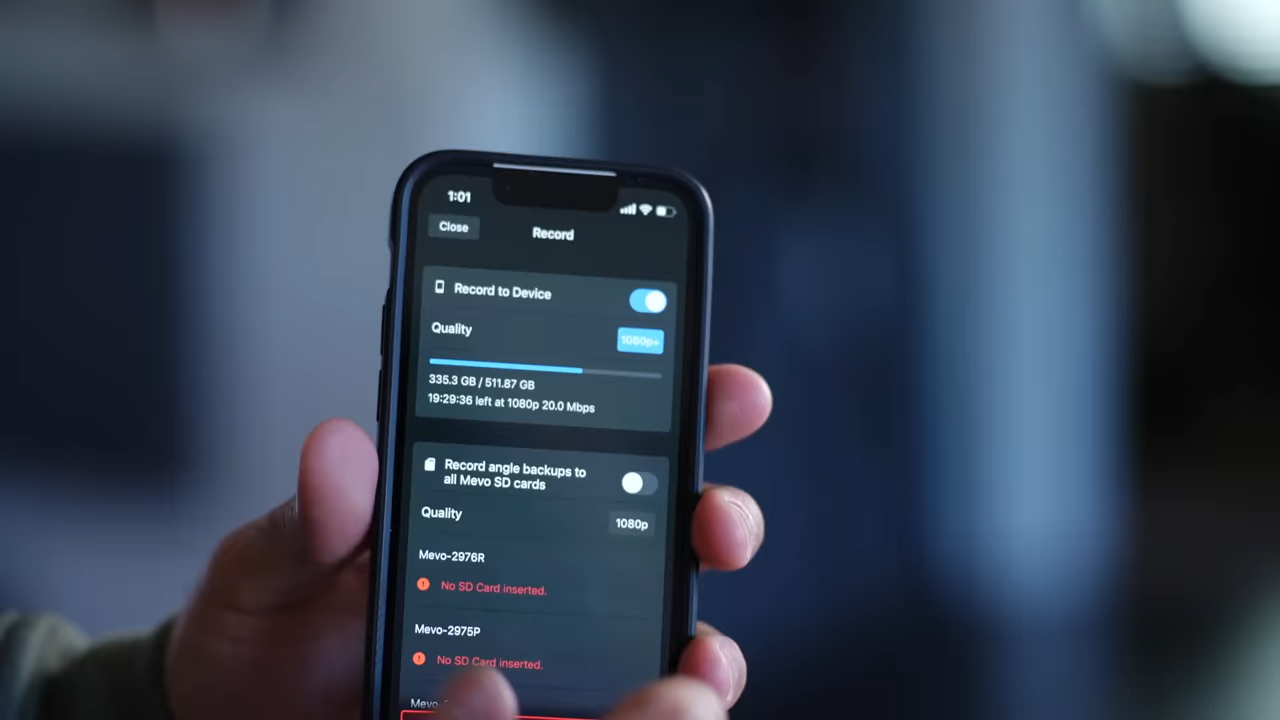 1:01
Close
Record
Record to Device
Quality
1080p+
335.3 GB / 511.87 GB
19:29:36 left at 1080p 20.0 Mbps
Record angle backups to
all Mevo SD cards
Quality
1080p
Mevo-2976R
No SD Card inserted.
Mevo-2975P
No SD Card inserted.
Mevo-